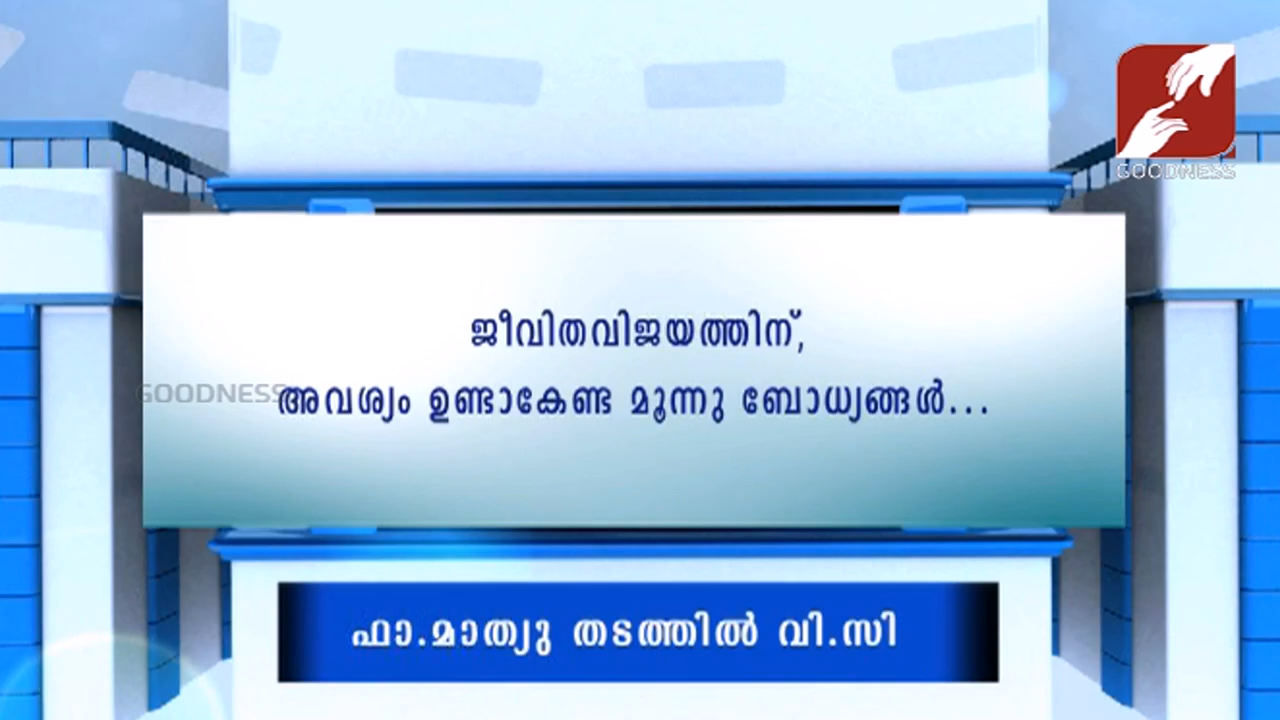 GOODNESS
ജീവിതവിജയത്തിന്,
GOODNESS
അവശ്യം ഉണ്ടാകേണ്ട മൂന്നു ബോധ്യങ്ങൾ...
ഫാ.മാത്യു തടത്തിൽ വി.സി